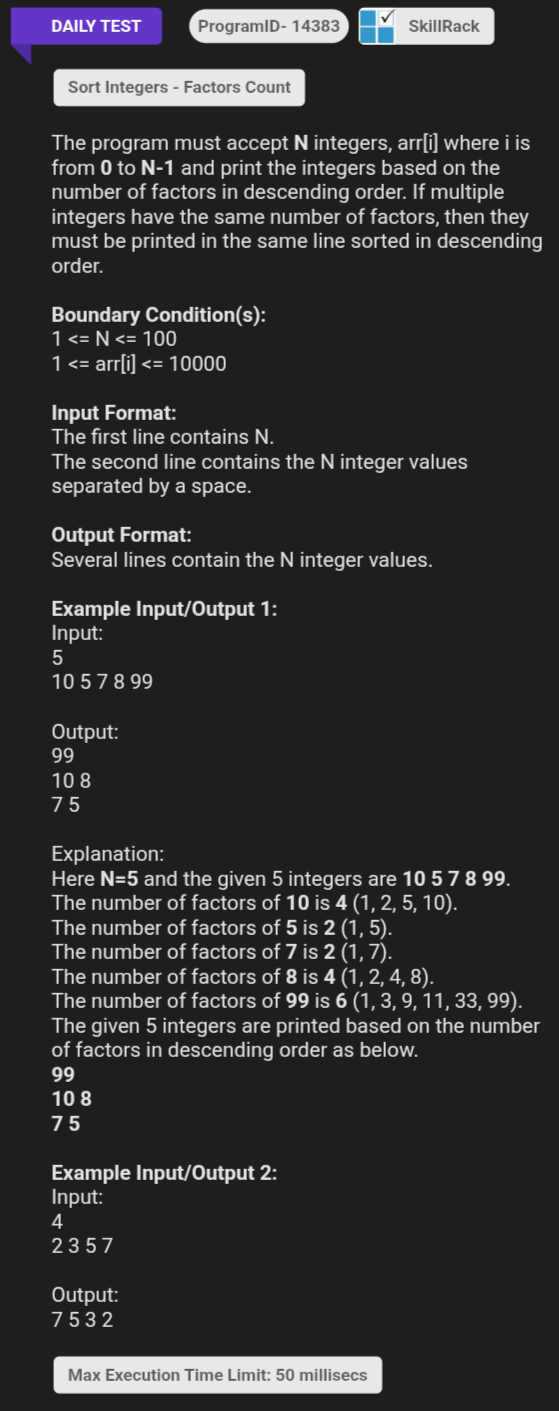 DAILY TEST
ProgramID- 14383
SkillRack
Sort Integers - Factors Count
The program must accept N integers, arr[i] where i is
from 0 to N-1 and print the integers based on the
number of factors in descending order. If multiple
integers have the same number of factors, then they
must be printed in the same line sorted in descending
order.
Boundary Condition(s):
1 <= N <= 100
1 <= arr[i] <= 10000
Input Format:
The first line contains N.
The second line contains the N integer values
separated by a space.
Output Format:
Several lines contain the N integer values.
Example Input/Output 1:
Input:
5
10 5 7 8 99
Output:
99
10 8
7 5
Explanation:
Here N=5 and the given 5 integers are 10 5 7 8 99.
The number of factors of 10 is 4 (1, 2, 5, 10).
The number of factors of 5 is 2 (1, 5).
The number of factors of 7 is 2 (1, 7).
The number of factors of 8 is 4 (1, 2, 4, 8).
The number of factors of 99 is 6 (1, 3, 9, 11, 33, 99).
The given 5 integers are printed based on the number
of factors in descending order as below.
99
10 8
7 5
Example Input/Output 2:
Input:
4
2 3 5 7
Output:
7 5 3 2
Max Execution Time Limit: 50 millisecs